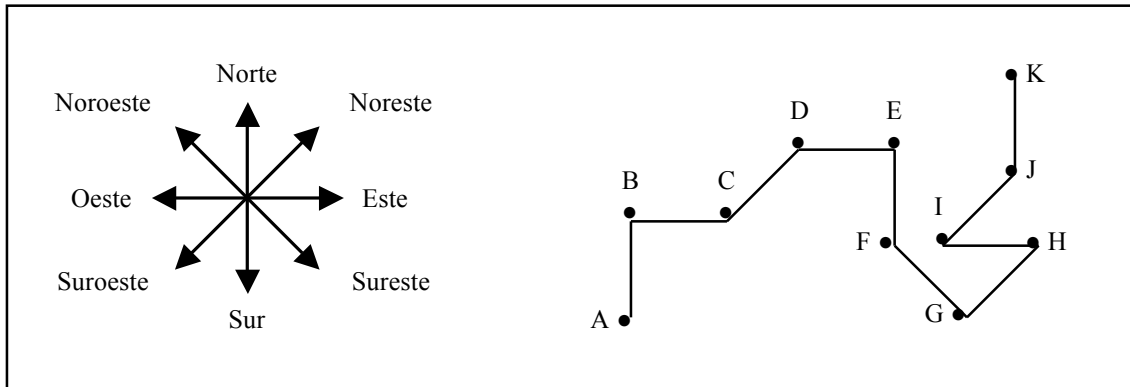 Norte
Noroeste Noreste
Oeste Este
Suroeste Sureste
Sur
K
D E
J
B C
I
F H
G
A